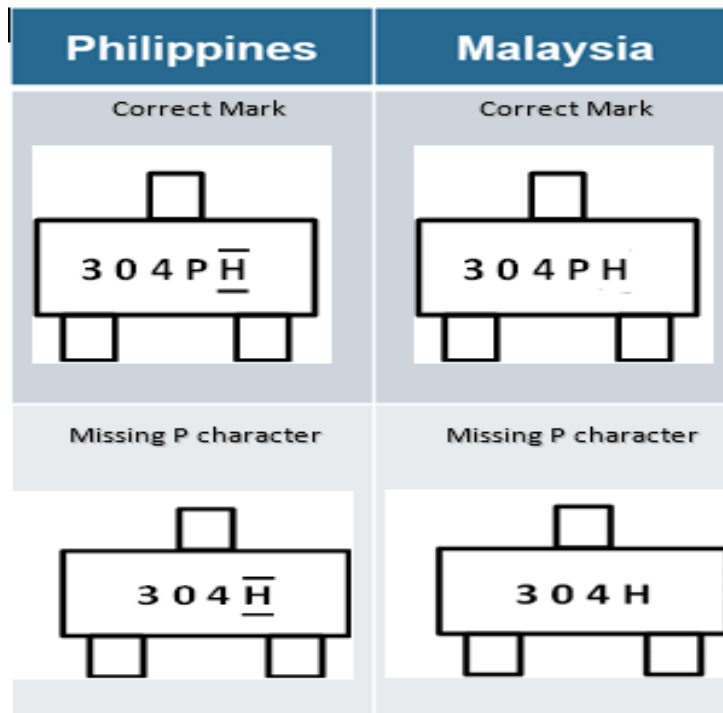 Philippines
Malaysia
Correct Mark
Correct Mark
304PH̲̅
304PH
Missing P character
Missing P character
304H̲̅
304H